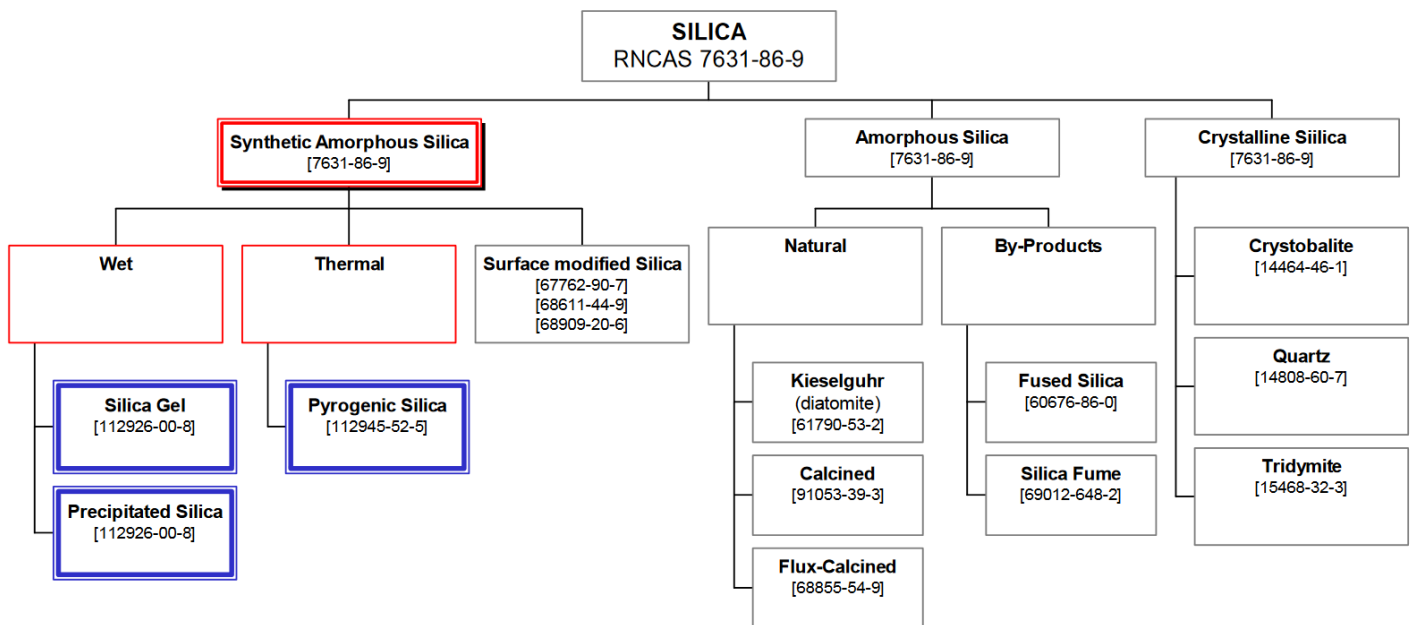 SILICA
RNCAS 7631-86-9
Synthetic Amorphous Silica
[7631-86-9]
Amorphous Silica
[7631-86-9]
Crystalline Siilica
[7631-86-9]
Wet
Thermal
Surface modified Silica
[67762-90-7]
[68611-44-9]
[68909-20-6]
Natural
By-Products
Crystobalite
[14464-46-1]
Silica Gel
[112926-00-8]
Pyrogenic Silica
[112945-52-5]
Kieselguhr
(diatomite)
[61790-53-2]
Fused Silica
[60676-86-0]
Quartz
[14808-60-7]
Precipitated Silica
[112926-00-8]
Calcined
[91053-39-3]
Silica Fume
[69012-648-2]
Tridymite
[15468-32-3]
Flux-Calcined
[68855-54-9]